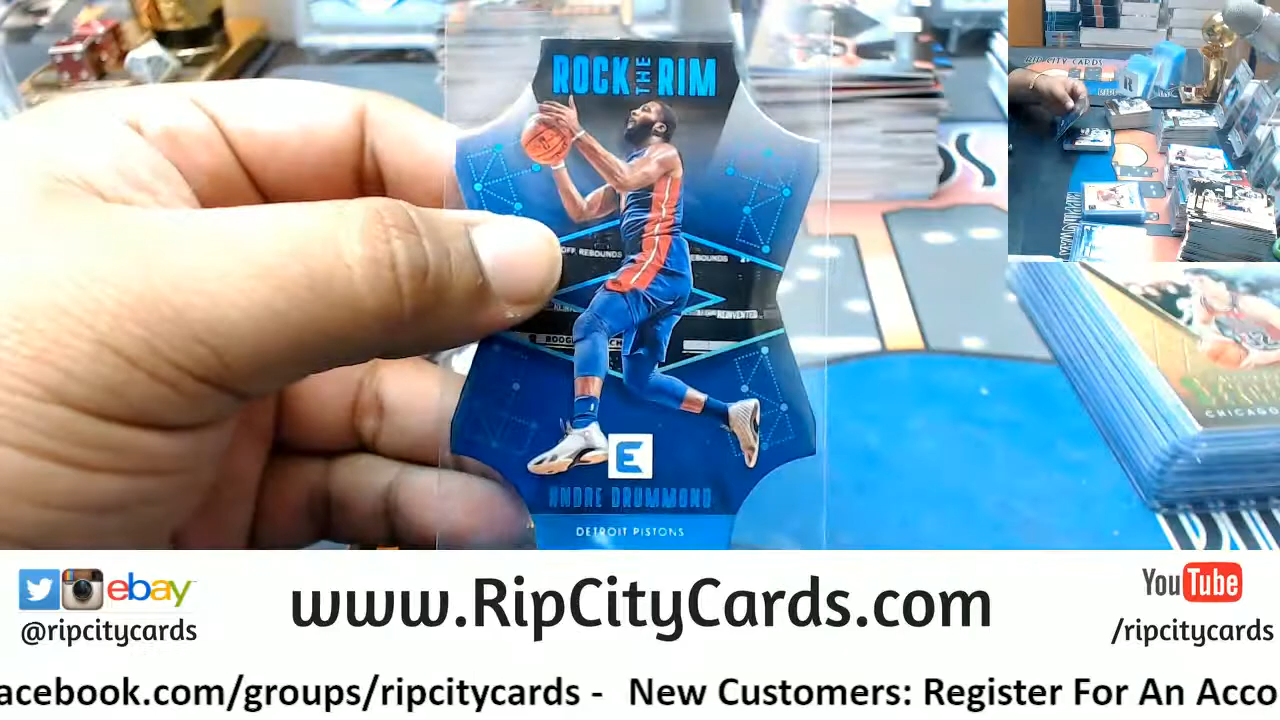 ROCK THE RIM
OFF. REBOUNDS
REBOUNDS
REINVENTED
E
ANDRE DRUMMOND
DETROIT PISTONS
CHICAGO
RIP CITY CARDS
ebay
@ripcitycards
www.RipCityCards.com
YouTube
/ripcitycards
acebook.com/groups/ripcitycards - New Customers: Register For An Acco